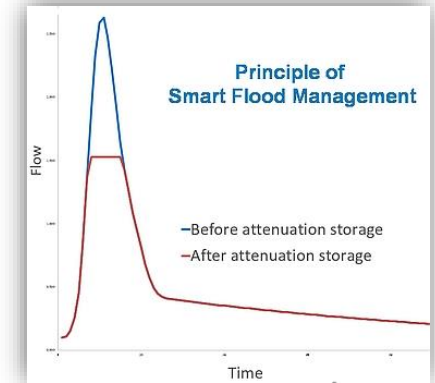 Principle of
Smart Flood Management
Flow
Before attenuation storage
After attenuation storage
Time